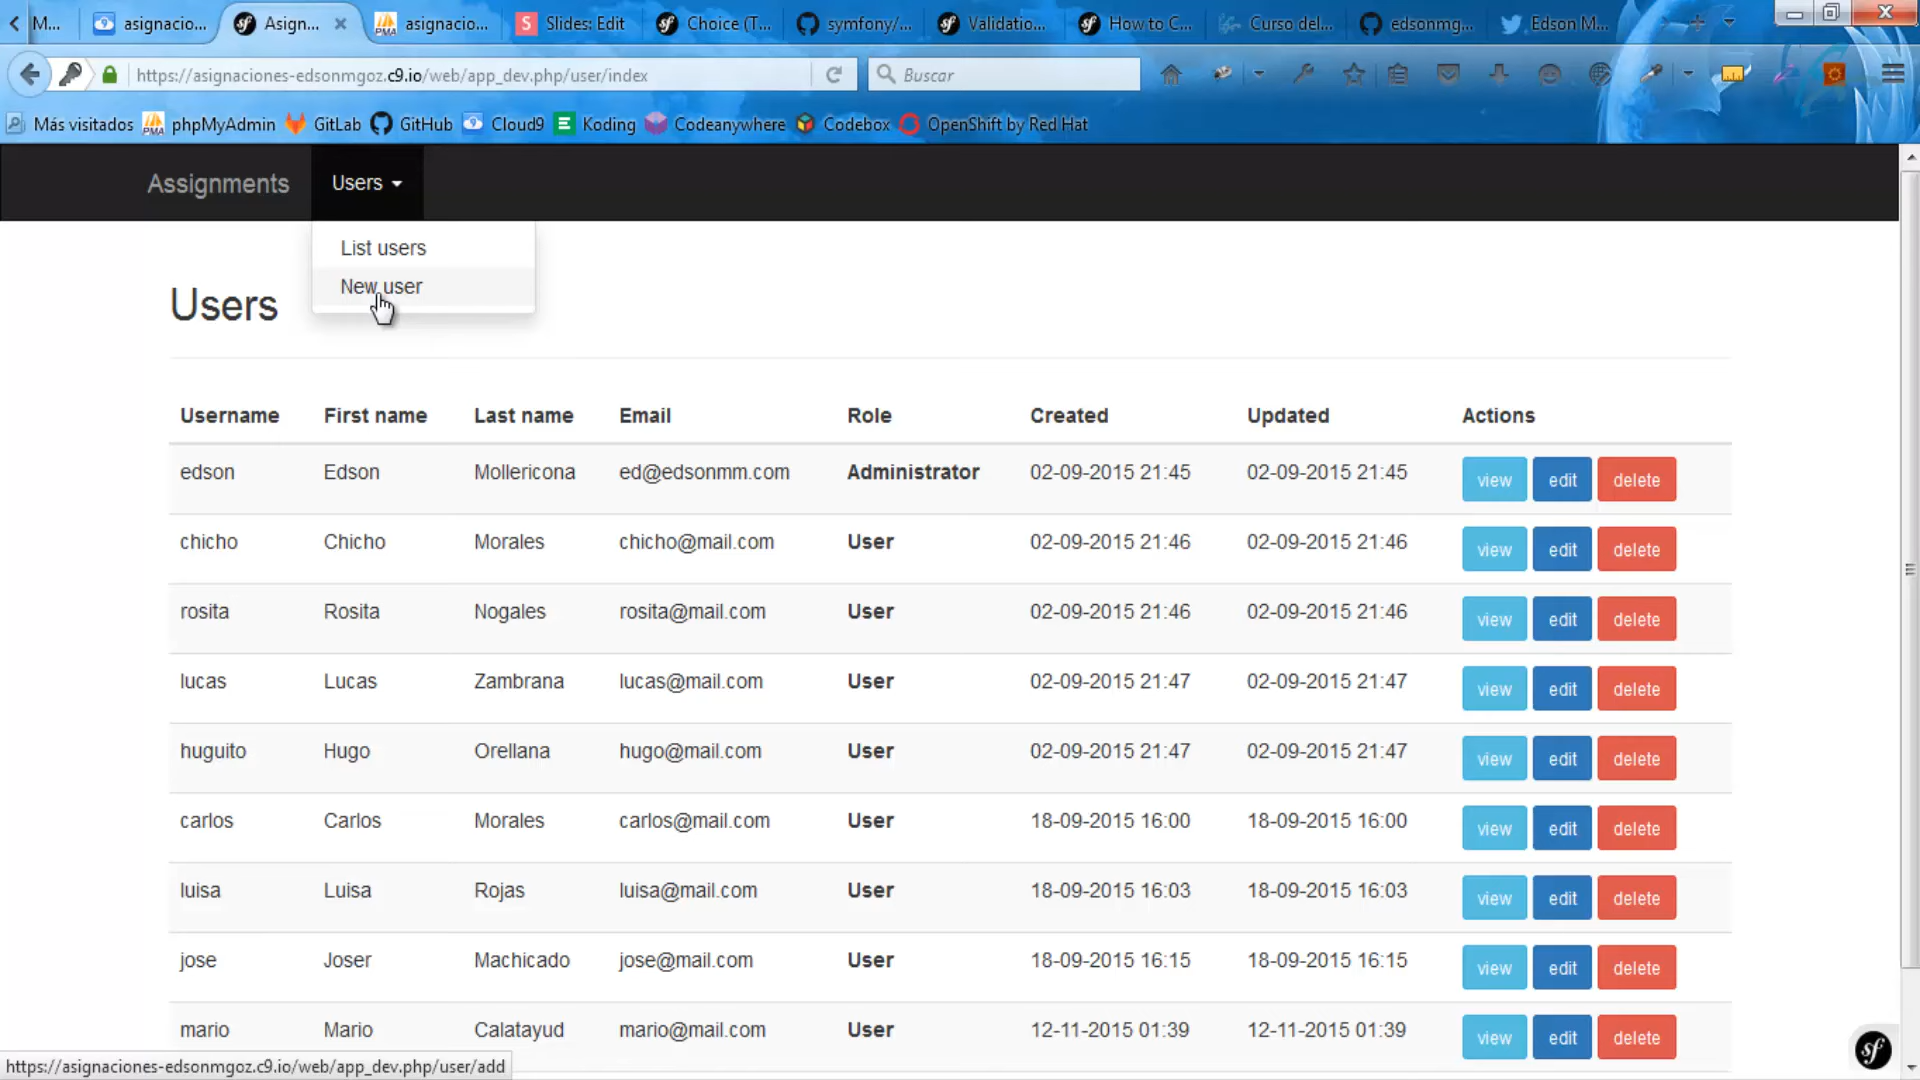 M...
asignacio...
Asign...
asignacio...
Slides: Edit
Choice (T...
symfony/...
Validatio...
How to C...
Curso del...
edsonmg...
Edson M...
https://asignaciones-edsonmgoz.c9.io/web/app_dev.php/user/index
Buscar
Más visitados phpMyAdmin GitLab GitHub Cloud9 Koding Codeanywhere Codebox OpenShift by Red Hat
Assignments Users
List users
New user
Users
Username First name Last name Email Role Created Updated Actions
edson Edson Mollericona ed@edsonmm.com Administrator 02-09-2015 21:45 02-09-2015 21:45 view edit delete
chicho Chicho Morales chicho@mail.com User 02-09-2015 21:46 02-09-2015 21:46 view edit delete
rosita Rosita Nogales rosita@mail.com User 02-09-2015 21:46 02-09-2015 21:46 view edit delete
lucas Lucas Zambrana lucas@mail.com User 02-09-2015 21:47 02-09-2015 21:47 view edit delete
huguito Hugo Orellana hugo@mail.com User 02-09-2015 21:47 02-09-2015 21:47 view edit delete
carlos Carlos Morales carlos@mail.com User 18-09-2015 16:00 18-09-2015 16:00 view edit delete
luisa Luisa Rojas luisa@mail.com User 18-09-2015 16:03 18-09-2015 16:03 view edit delete
jose Joser Machicado jose@mail.com User 18-09-2015 16:15 18-09-2015 16:15 view edit delete
mario Mario Calatayud mario@mail.com User 12-11-2015 01:39 12-11-2015 01:39 view edit delete
https://asignaciones-edsonmgoz.c9.io/web/app_dev.php/user/add
sf